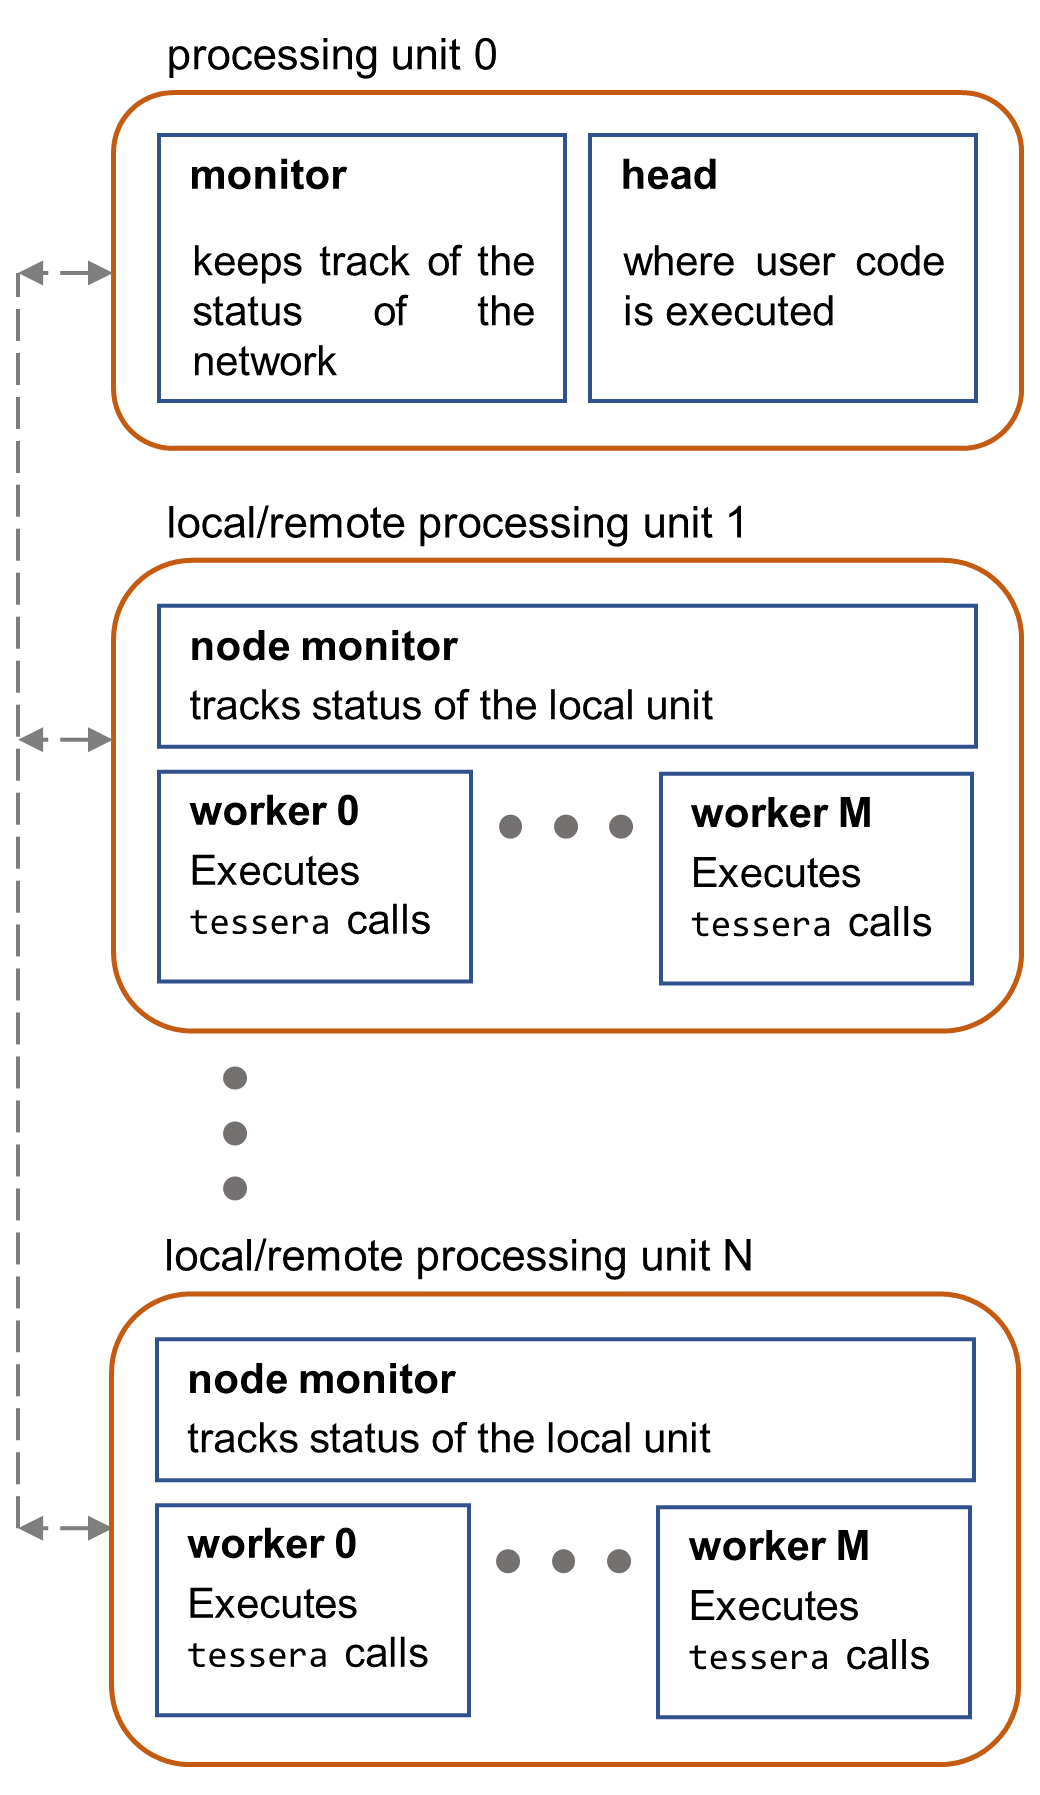 processing unit 0
monitor
keeps track of the
status of the
network
head
where user code
is executed
local/remote processing unit 1
node monitor
tracks status of the local unit
worker 0
Executes
tessera calls
worker M
Executes
tessera calls
local/remote processing unit N
node monitor
tracks status of the local unit
worker 0
Executes
tessera calls
worker M
Executes
tessera calls